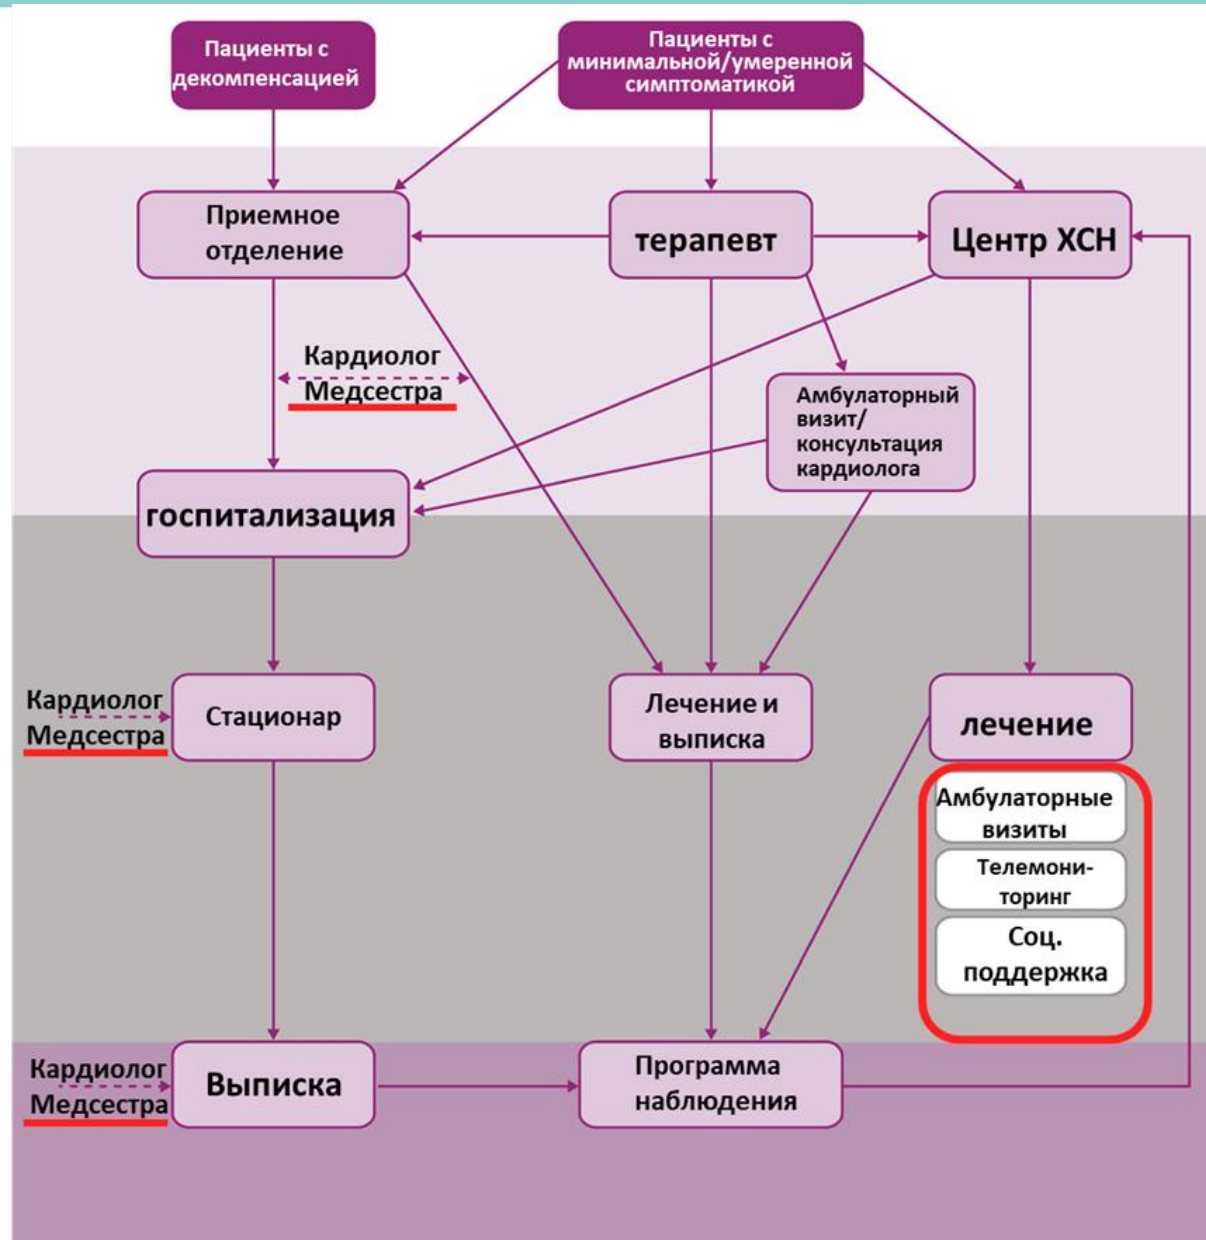 Пациенты с
декомпенсацией
Пациенты с
минимальной/умеренной
симптоматикой
Приемное
отделение
терапевт
Центр ХСН
Кардиолог
Медсестра
Амбулаторный
визит/
консультация
кардиолога
госпитализация
Кардиолог
Медсестра
Стационар
Лечение и
выписка
лечение
Амбулаторные
визиты
Телемони-
торинг
Соц.
поддержка
Кардиолог
Медсестра
Выписка
Программа
наблюдения